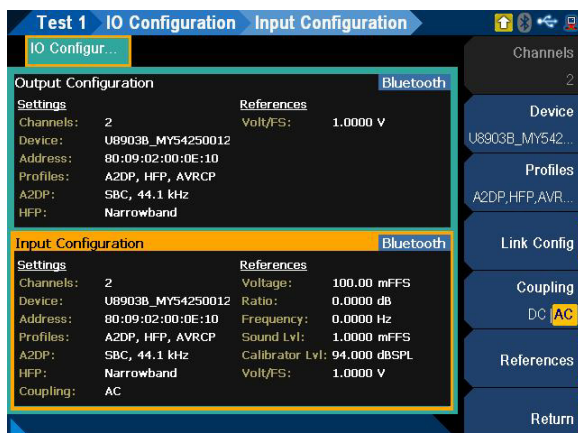 Test 1 IO Configuration Input Configuration
IO Configur...
Output Configuration Bluetooth
Settings References
Channels: 2 Volt/FS: 1.0000 V
Device: U8903B_MY54250012
Address: 80:09:02:00:0E:10
Profiles: A2DP, HFP, AVRCP
A2DP: SBC, 44.1 kHz
HFP: Narrowband
Input Configuration Bluetooth
Settings References
Channels: 2 Voltage: 100.00 mFFS
Device: U8903B_MY54250012 Ratio: 0.0000 dB
Address: 80:09:02:00:0E:10 Frequency: 0.0000 Hz
Profiles: A2DP, HFP, AVRCP Sound Lvl: 1.0000 mFFS
A2DP: SBC, 44.1 kHz Calibrator Lvl: 94.000 dBSPL
HFP: Narrowband Volt/FS: 1.0000 V
Coupling: AC
Channels
2
Device
U8903B_MY542...
Profiles
A2DP,HFP,AVR...
Link Config
Coupling
DC AC
References
Return